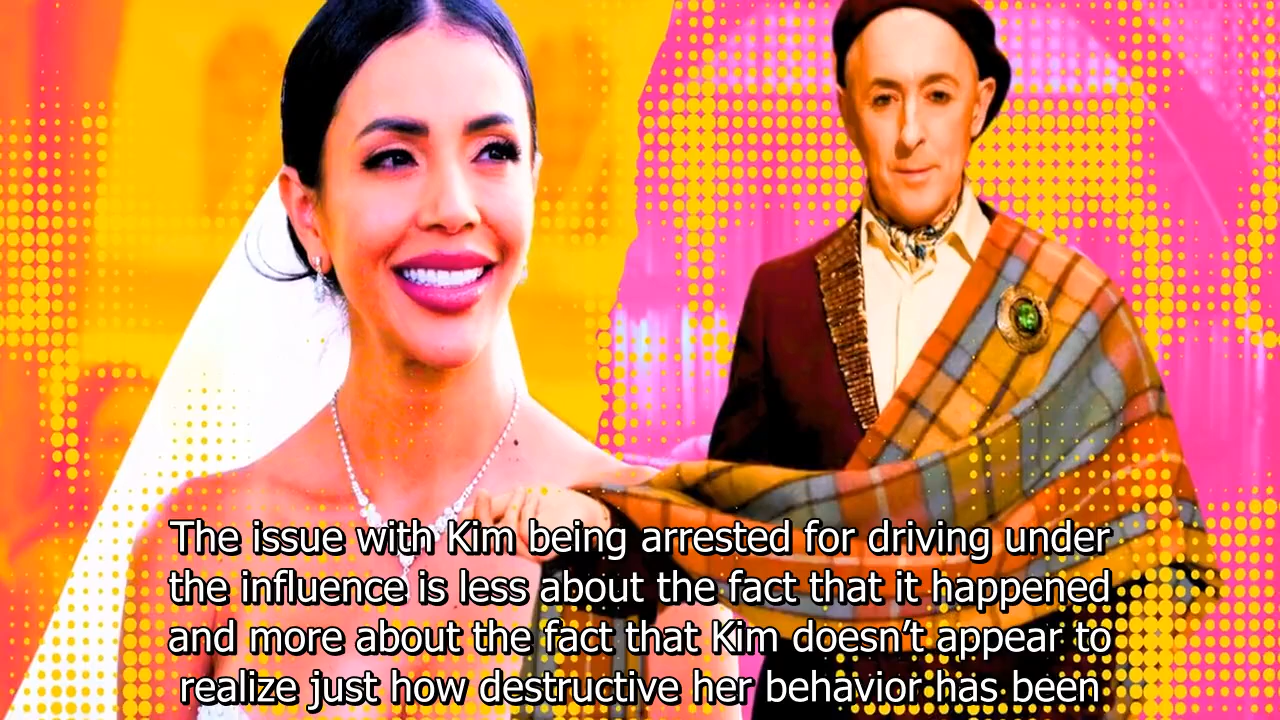 The issue with Kim being arrested for driving under
the influence is less about the fact that it happened
and more about the fact that Kim doesn’t appear to
realize just how destructive her behavior has been